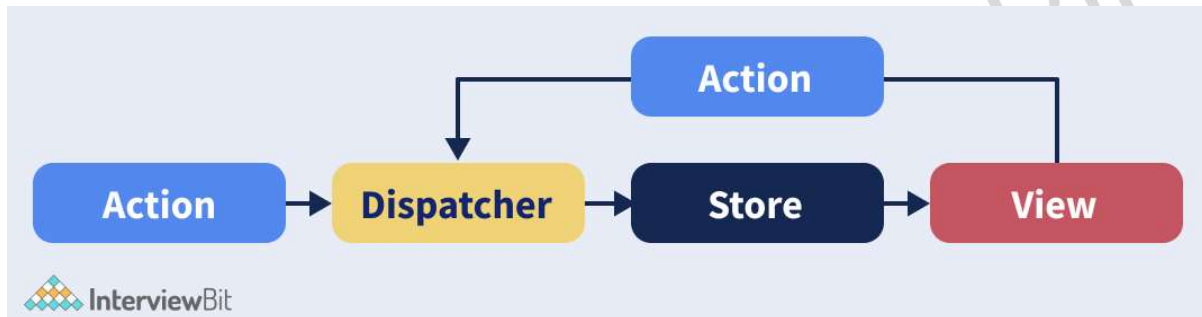 Action
Action
Dispatcher
Store
View
InterviewBit